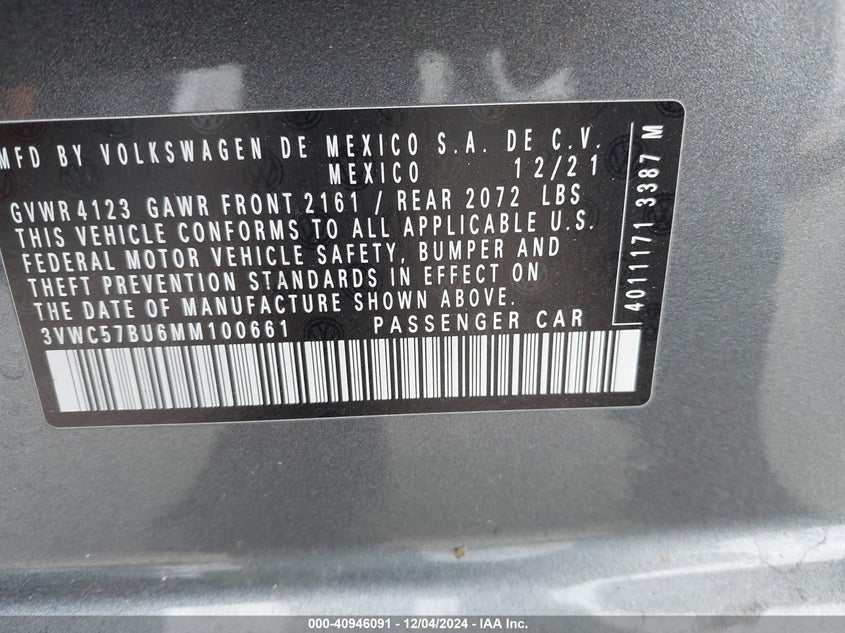 MFD BY VOLKSWAGEN DE MEXICO S.A. DE C.V.
MEXICO 12/21
GVWR 4123 GAWR FRONT 2161 / REAR 2072 LBS
THIS VEHICLE CONFORMS TO ALL APPLICABLE U.S.
FEDERAL MOTOR VEHICLE SAFETY, BUMPER AND
THEFT PREVENTION STANDARDS IN EFFECT ON
THE DATE OF MANUFACTURE SHOWN ABOVE.
3VWC57BU6MM100661 PASSENGER CAR
4011171 3387 M
000-40946091 - 12/04/2024 - IAA Inc.